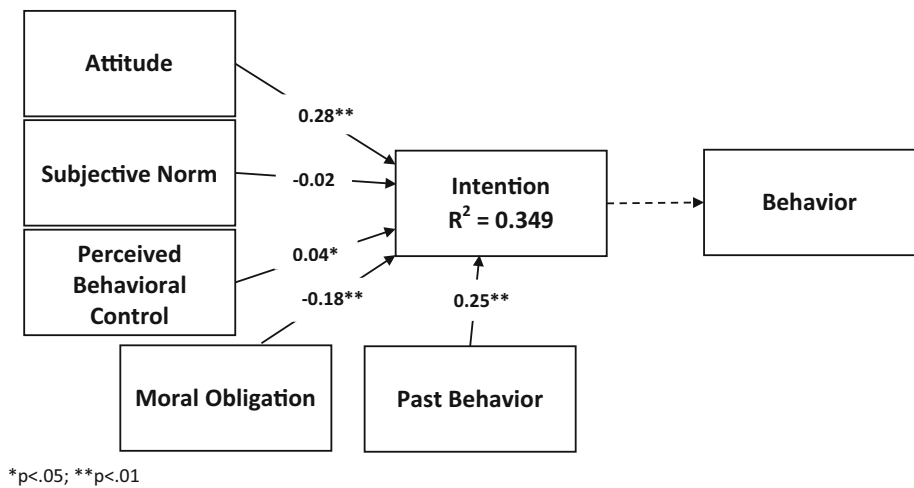 Attitude
0.28**
Subjective Norm
-0.02
Intention
R² = 0.349
Behavior
Perceived
Behavioral
Control
0.04*
-0.18**
0.25**
Moral Obligation
Past Behavior
*p<.05; **p<.01